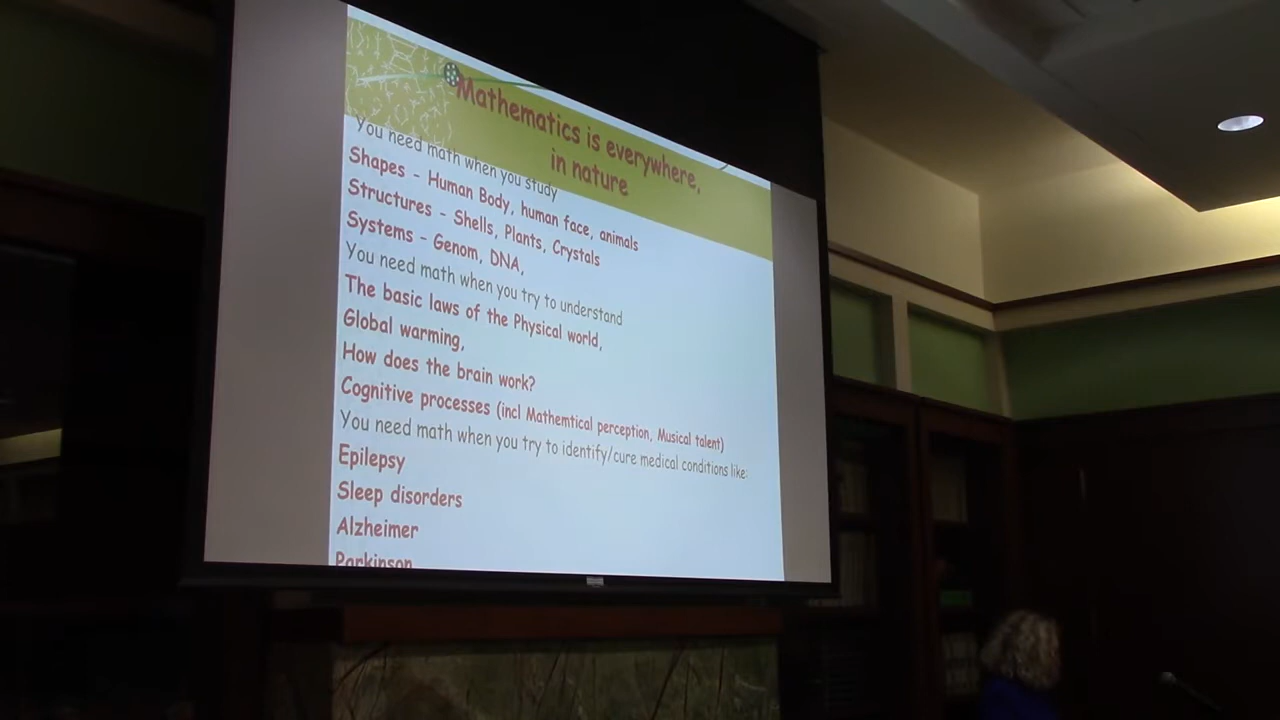 Mathematics is everywhere,
in nature
You need math when you study
Shapes - Human Body, human face, animals
Structures - Shells, Plants, Crystals
Systems - Genom, DNA,
You need math when you try to understand
The basic laws of the Physical world,
Global warming,
How does the brain work?
Cognitive processes (incl Mathemtical perception, Musical talent)
You need math when you try to identify/cure medical conditions like:
Epilepsy
Sleep disorders
Alzheimer
Parkinson